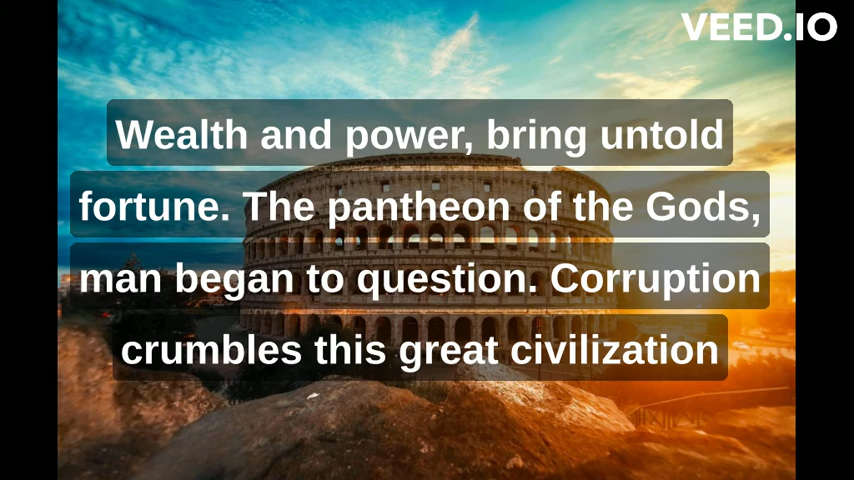 VEED.IO
Wealth and power, bring untold
fortune. The pantheon of the Gods,
man began to question. Corruption
crumbles this great civilization